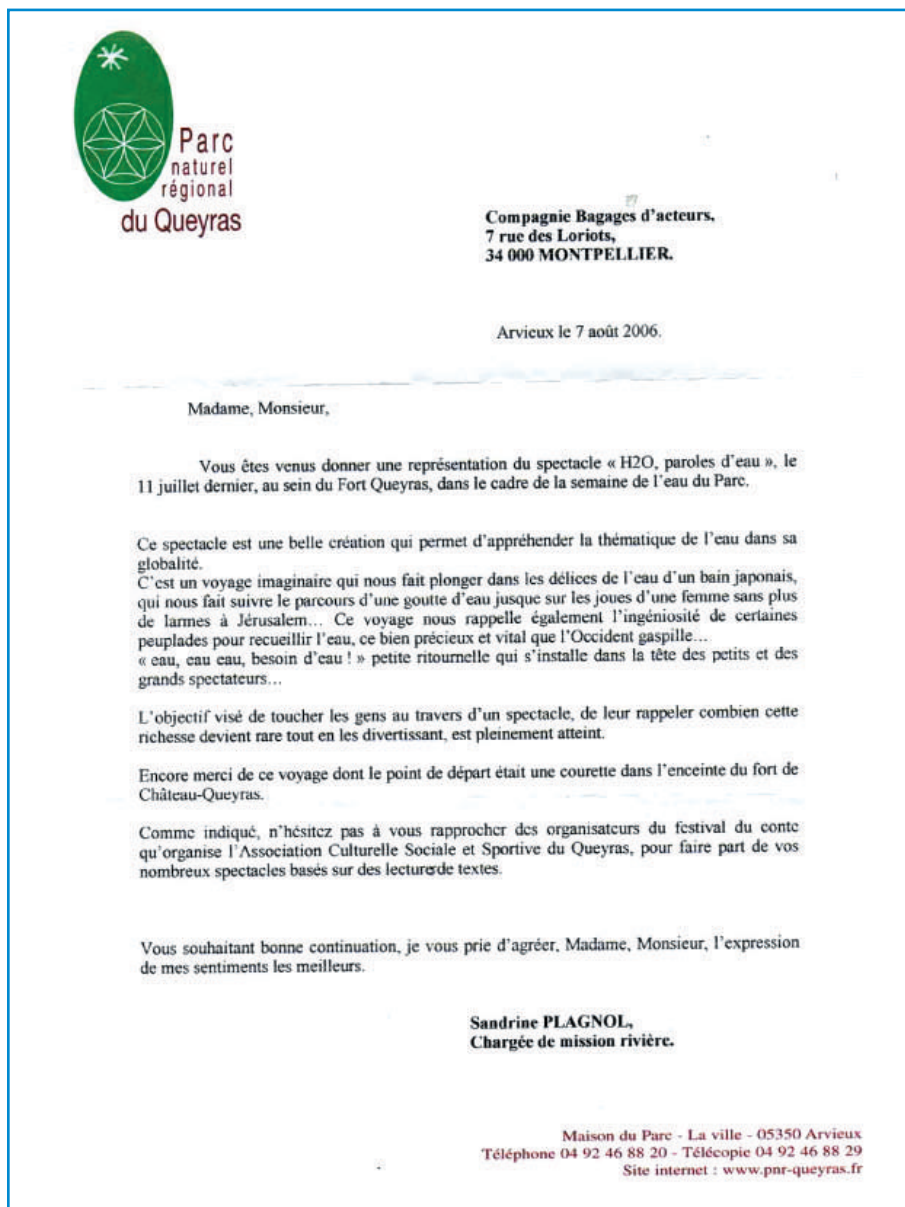 Parc
naturel
régional
du Queyras
Compagnie Bagages d'acteurs,
7 rue des Loriots,
34 000 MONTPELLIER.
Arvieux le 7 août 2006.
Madame, Monsieur,
Vous êtes venus donner une représentation du spectacle « H2O, paroles d'eau », le
11 juillet dernier, au sein du Fort Queyras, dans le cadre de la semaine de l'eau du Parc.
Ce spectacle est une belle création qui permet d'appréhender la thématique de l'eau dans sa
globalité.
C'est un voyage imaginaire qui nous fait plonger dans les délices de l'eau d'un bain japonais,
qui nous fait suivre le parcours d'une goutte d'eau jusque sur les joues d'une femme sans plus
de larmes à Jérusalem… Ce voyage nous rappelle également l'ingéniosité de certaines
peuplades pour recueillir l'eau, ce bien précieux et vital que l'Occident gaspille…
« eau, eau eau, besoin d'eau ! » petite ritournelle qui s'installe dans la tête des petits et des
grands spectateurs…
L'objectif visé de toucher les gens au travers d'un spectacle, de leur rappeler combien cette
richesse devient rare tout en les divertissant, est pleinement atteint.
Encore merci de ce voyage dont le point de départ était une courette dans l'enceinte du fort de
Château-Queyras.
Comme indiqué, n'hésitez pas à vous rapprocher des organisateurs du festival du conte
qu'organise l'Association Culturelle Sociale et Sportive du Queyras, pour faire part de vos
nombreux spectacles basés sur des lectures de textes.
Vous souhaitant bonne continuation, je vous prie d'agréer, Madame, Monsieur, l'expression
de mes sentiments les meilleurs.
Sandrine PLAGNOL,
Chargée de mission rivière.
Maison du Parc - La ville - 05350 Arvieux
Téléphone 04 92 46 88 20 - Télécopie 04 92 46 88 29
Site internet : www.pnr-queyras.fr